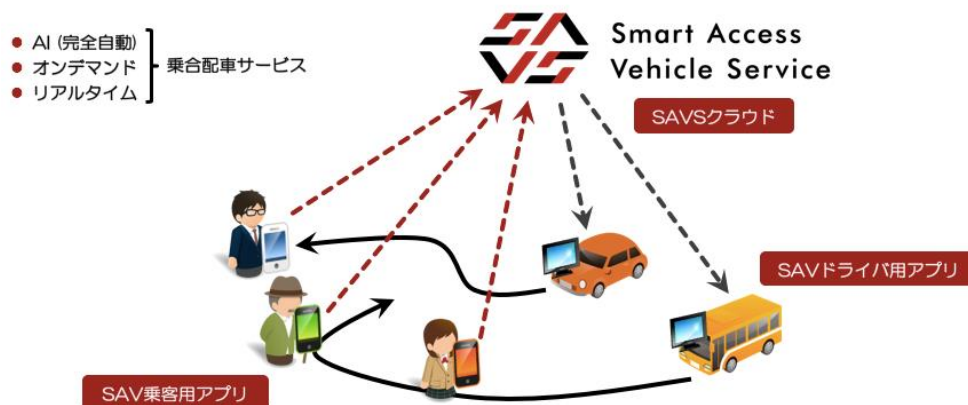 ● AI (完全自動)
● オンデマンド
● リアルタイム
乗合配車サービス
SAVS
Smart Access
Vehicle Service
SAVSクラウド
SAVドライバ用アプリ
SAV乗客用アプリ